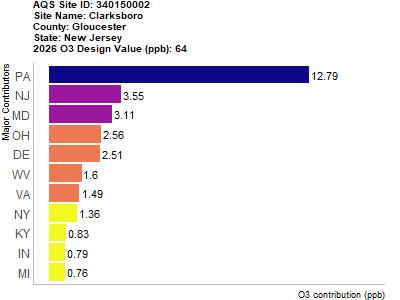 AQS Site ID: 340150002
Site Name: Clarksboro
County: Gloucester
State: New Jersey
2026 O3 Design Value (ppb): 64
Major Contributors
PA 12.79
NJ 3.55
MD 3.11
OH 2.56
DE 2.51
WV 1.6
VA 1.49
NY 1.36
KY 0.83
IN 0.79
MI 0.76
O3 contribution (ppb)